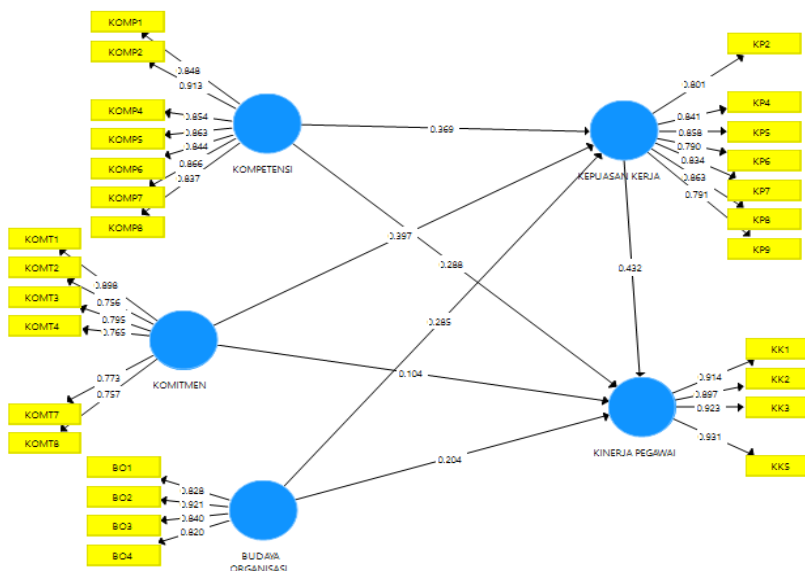 KOMP1
KOMP2
KOMP4
KOMP5
KOMP6
KOMP7
KOMP8
0.848
0.913
0.854
0.863
0.844
0.866
0.837
KOMPETENSI
KOMT1
KOMT2
KOMT3
KOMT4
KOMT7
KOMT8
0.898
0.756
0.795
0.765
0.773
0.757
KOMITMEN
BO1
BO2
BO3
BO4
0.828
0.921
0.840
0.820
BUDAYA
ORGANISASI
0.369
0.397
0.288
0.285
0.104
0.204
0.432
KP2
KP4
KP5
KP6
KP7
KP8
KP9
0.801
0.841
0.858
0.790
0.834
0.863
0.791
KEPUASAN KERJA
KK1
KK2
KK3
KK5
0.914
0.897
0.923
0.931
KINERJA PEGAWAI